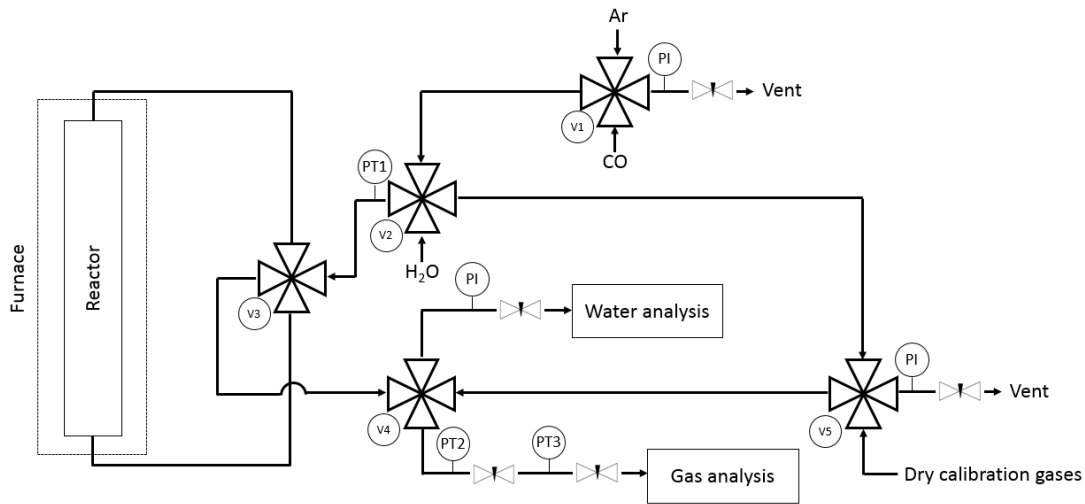 Ar
PI
Vent
V1
CO
PT1
V2
H₂O
Furnace
Reactor
V3
PI
Water analysis
PI
Vent
V4
V5
PT2
PT3
Gas analysis
Dry calibration gases